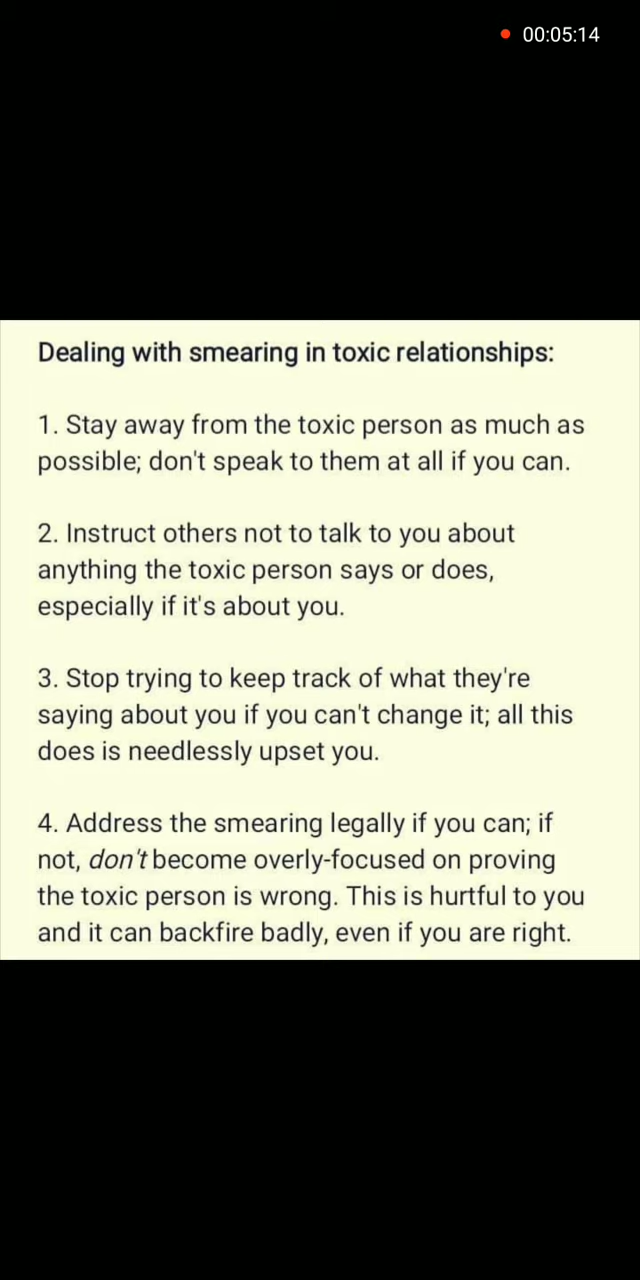 00:05:14
Dealing with smearing in toxic relationships:
1. Stay away from the toxic person as much as
possible; don't speak to them at all if you can.
2. Instruct others not to talk to you about
anything the toxic person says or does,
especially if it's about you.
3. Stop trying to keep track of what they're
saying about you if you can't change it; all this
does is needlessly upset you.
4. Address the smearing legally if you can; if
not, don't become overly-focused on proving
the toxic person is wrong. This is hurtful to you
and it can backfire badly, even if you are right.